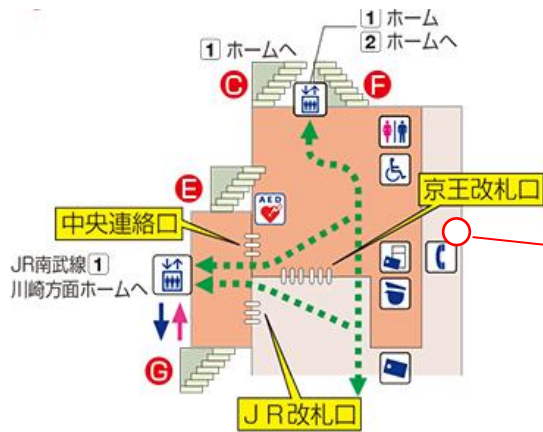 1 ホーム
2 ホームへ
1 ホームへ
C
F
E
AED
京王改札口
中央連絡口
JR南武線 1
川崎方面ホームへ
G
JR改札口